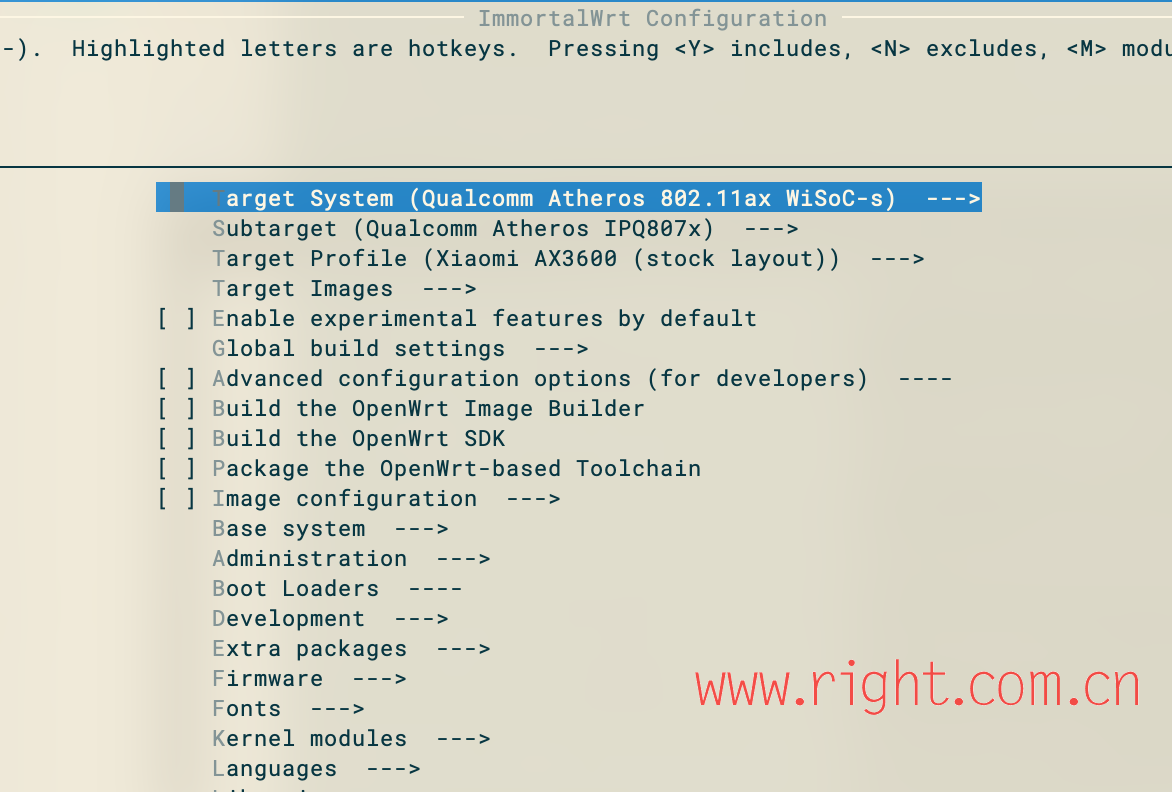 ImmortalWrt Configuration
-). Highlighted letters are hotkeys. Pressing <Y> includes, <N> excludes, <M> modu
Target System (Qualcomm Atheros 802.11ax WiSoC-s) --->
Subtarget (Qualcomm Atheros IPQ807x) --->
Target Profile (Xiaomi AX3600 (stock layout)) --->
Target Images --->
[ ] Enable experimental features by default
Global build settings --->
[ ] Advanced configuration options (for developers) ----
[ ] Build the OpenWrt Image Builder
[ ] Build the OpenWrt SDK
[ ] Package the OpenWrt-based Toolchain
[ ] Image configuration --->
Base system --->
Administration --->
Boot Loaders ----
Development --->
Extra packages --->
Firmware --->
Fonts --->
Kernel modules --->
Languages --->
www.right.com.cn